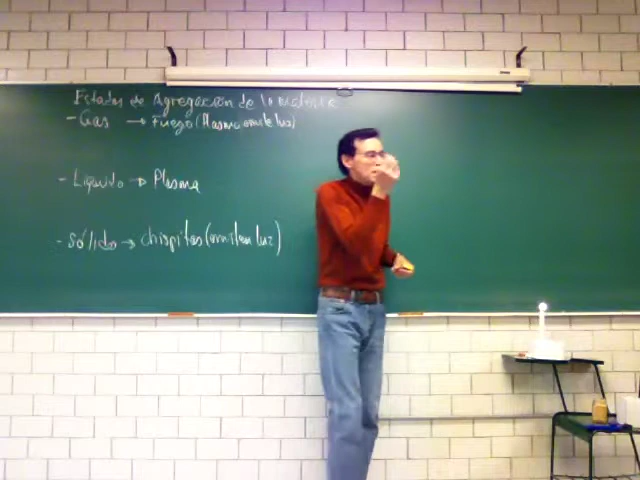 Estados de Agregación de la materia
- Gas → Fuego (Plasma emite luz)
- Líquido → Plasma
- Sólido → chispitas (emiten luz)